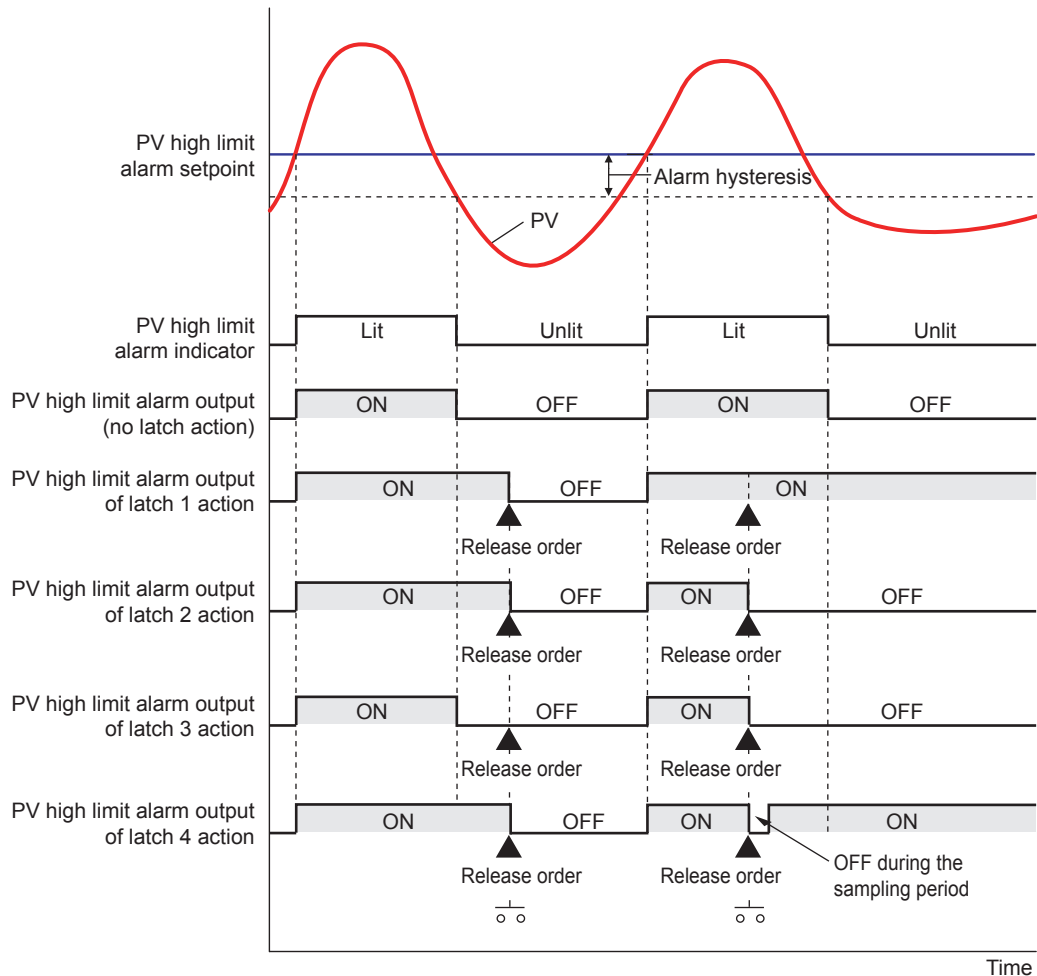 PV high limit
alarm setpoint
Alarm hysteresis
PV
PV high limit
alarm indicator
Lit
Unlit
Lit
Unlit
PV high limit alarm output
(no latch action)
ON
OFF
ON
OFF
PV high limit alarm output
of latch 1 action
ON
OFF
ON
Release order
Release order
PV high limit alarm output
of latch 2 action
ON
OFF
ON
OFF
Release order
Release order
PV high limit alarm output
of latch 3 action
ON
OFF
ON
OFF
Release order
Release order
PV high limit alarm output
of latch 4 action
ON
OFF
ON
ON
Release order
Release order
OFF during the
sampling period
Time